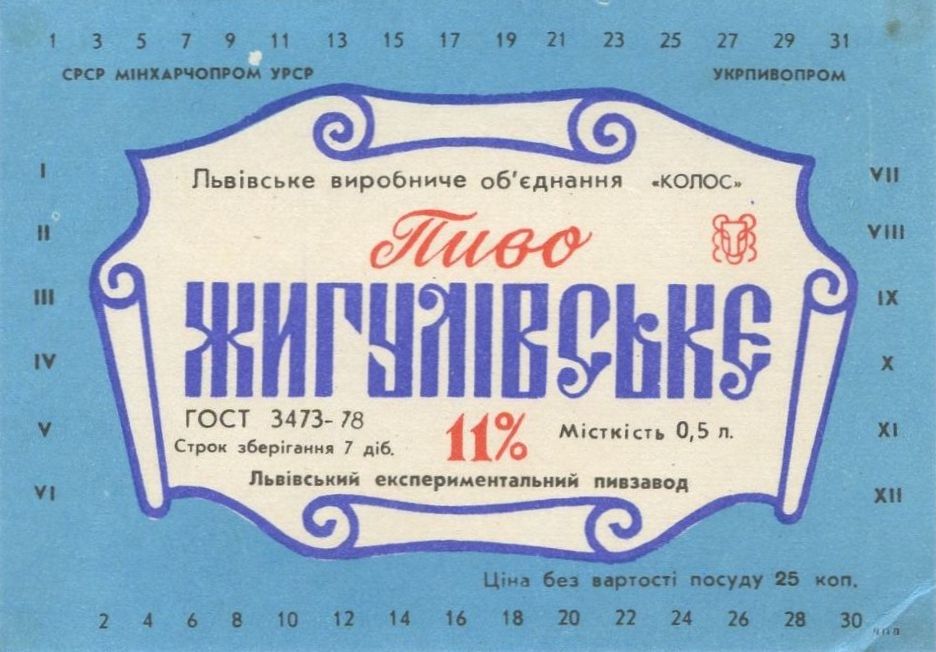 1 3 5 7 9 11 13 15 17 19 21 23 25 27 29 31
СРСР МІНХАРЧОПРОМ УРСР УКРПИВОПРОМ
Львівське виробниче об'єднання «КОЛОС»
I VII
Пиво
II VIII
ЖИГУЛІВСЬКЕ
III IX
IV X
ГОСТ 3473-78
11%
Місткість 0,5 л.
V XI
Строк зберігання 7 діб.
Львівський експериментальний пивзавод
VI XII
Ціна без вартості посуду 25 коп.
2 4 6 8 10 12 14 16 18 20 22 24 26 28 30